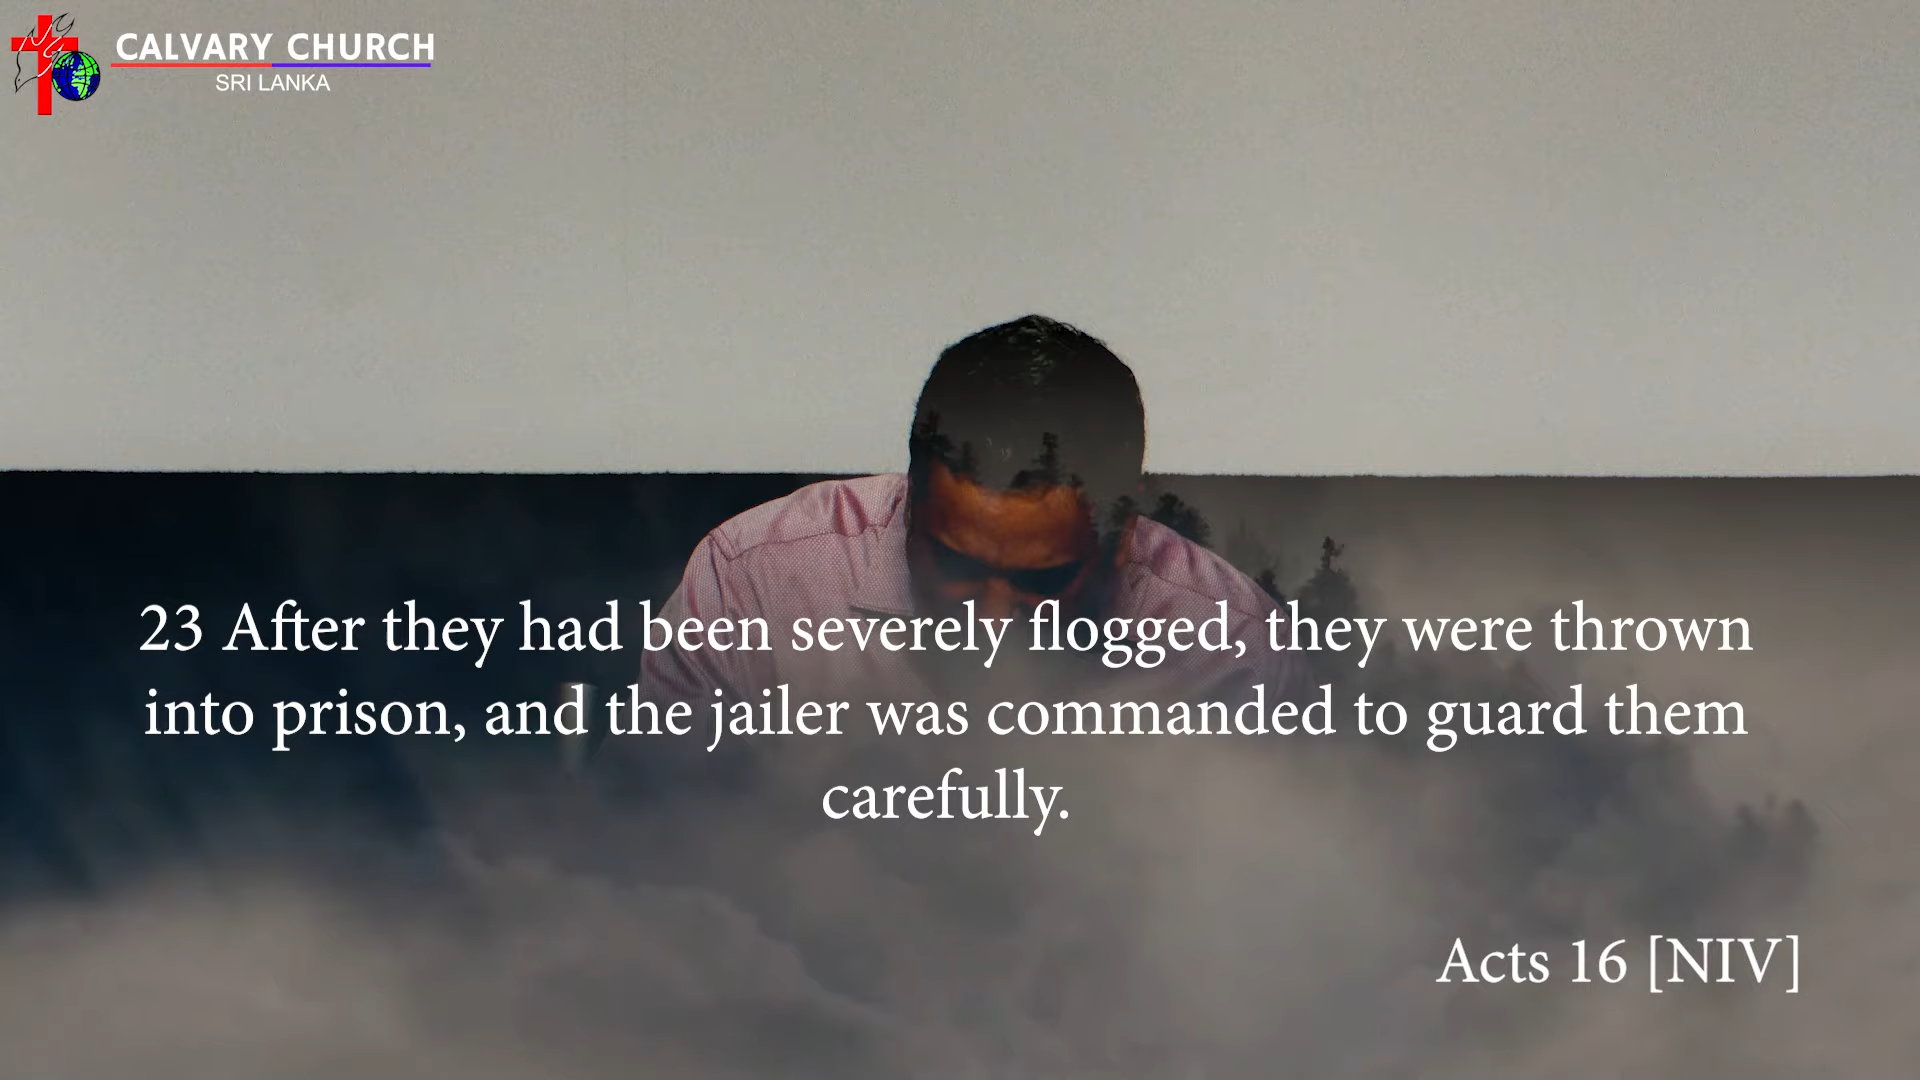 CALVARY CHURCH
SRI LANKA
23 After they had been severely flogged, they were thrown
into prison, and the jailer was commanded to guard them
carefully.
Acts 16 [NIV]